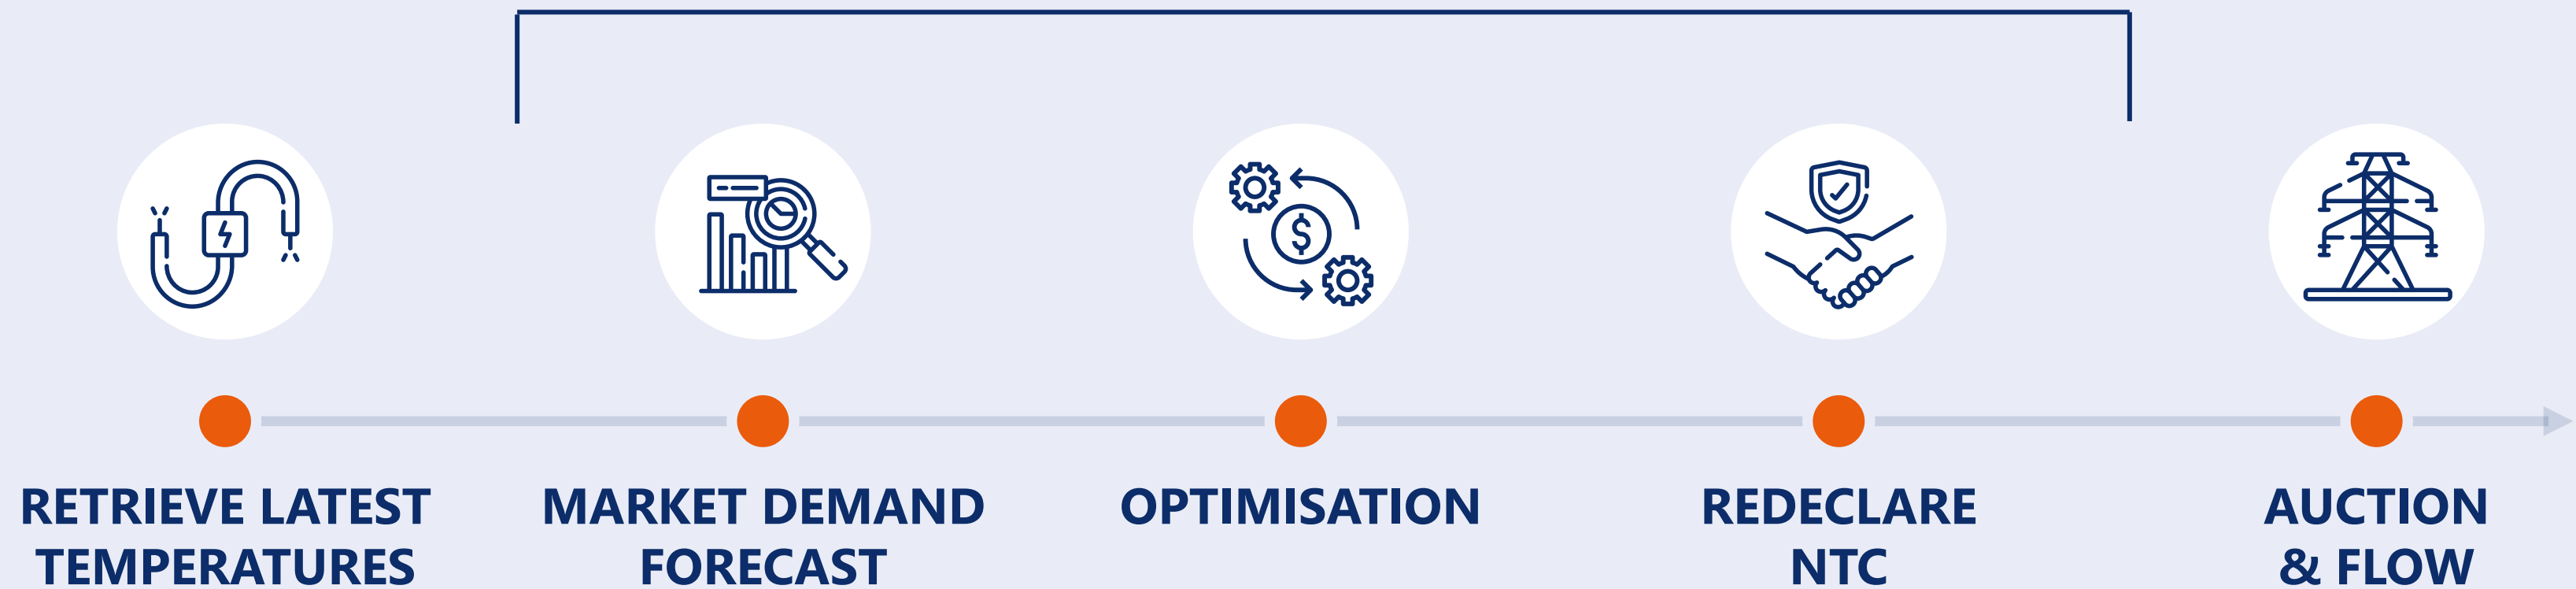 RETRIEVE LATEST
TEMPERATURES
MARKET DEMAND
FORECAST
OPTIMISATION
REDECLARE
NTC
AUCTION
& FLOW